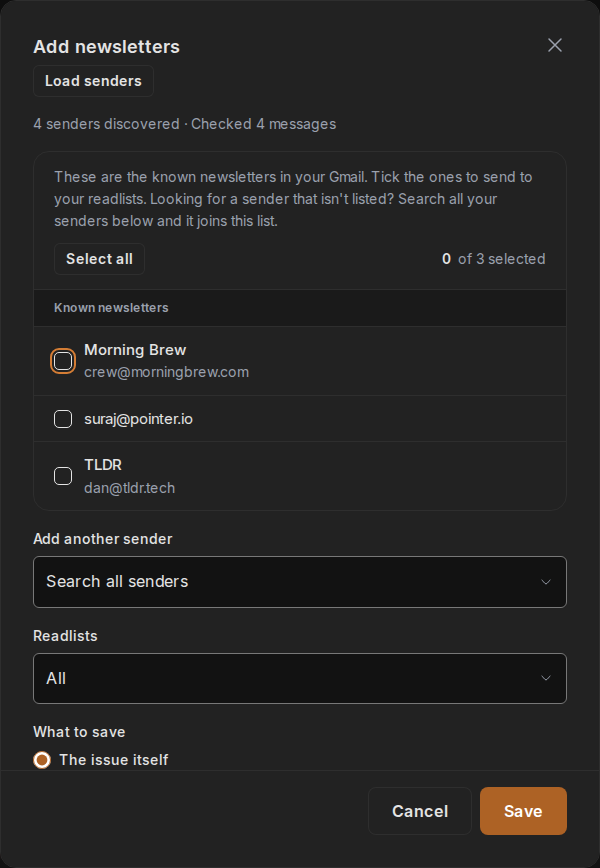 Add newsletters
Load senders
4 senders discovered · Checked 4 messages
These are the known newsletters in your Gmail. Tick the ones to send to
your readlists. Looking for a sender that isn't listed? Search all your
senders below and it joins this list.
Select all
0 of 3 selected
Known newsletters
Morning Brew
crew@morningbrew.com
suraj@pointer.io
TLDR
dan@tldr.tech
Add another sender
Search all senders
Readlists
All
What to save
The issue itself
Cancel
Save